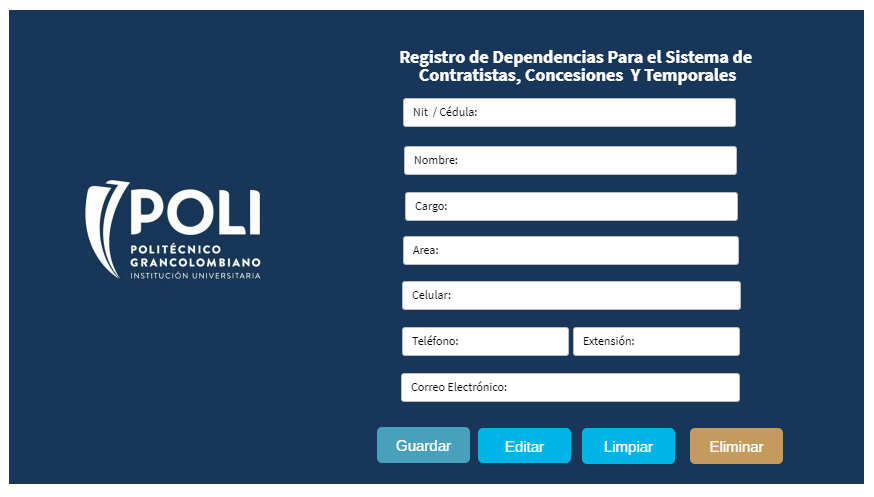 Registro de Dependencias Para el Sistema de
Contratistas, Concesiones Y Temporales
Nit / Cédula:
Nombre:
Cargo:
Area:
Celular:
Teléfono:
Extensión:
Correo Electrónico:
Guardar
Editar
Limpiar
Eliminar
POLI
POLITÉCNICO
GRANCOLOMBIANO
INSTITUCIÓN UNIVERSITARIA